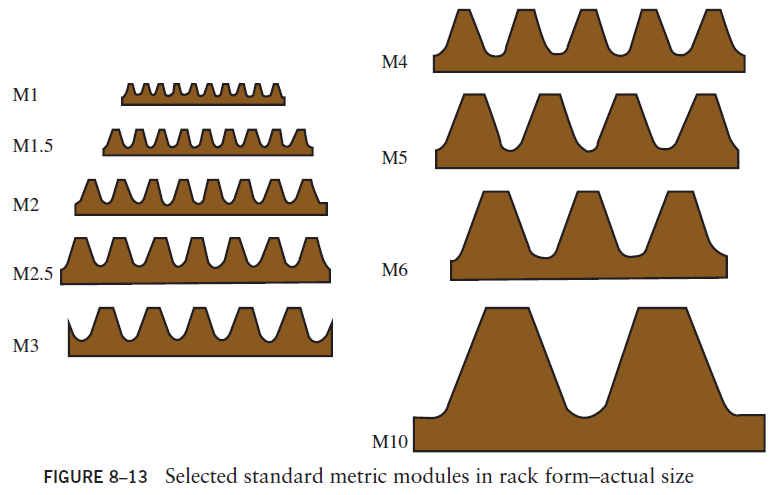 M1
M1.5
M2
M2.5
M3
M4
M5
M6
M10
FIGURE 8–13 Selected standard metric modules in rack form–actual size